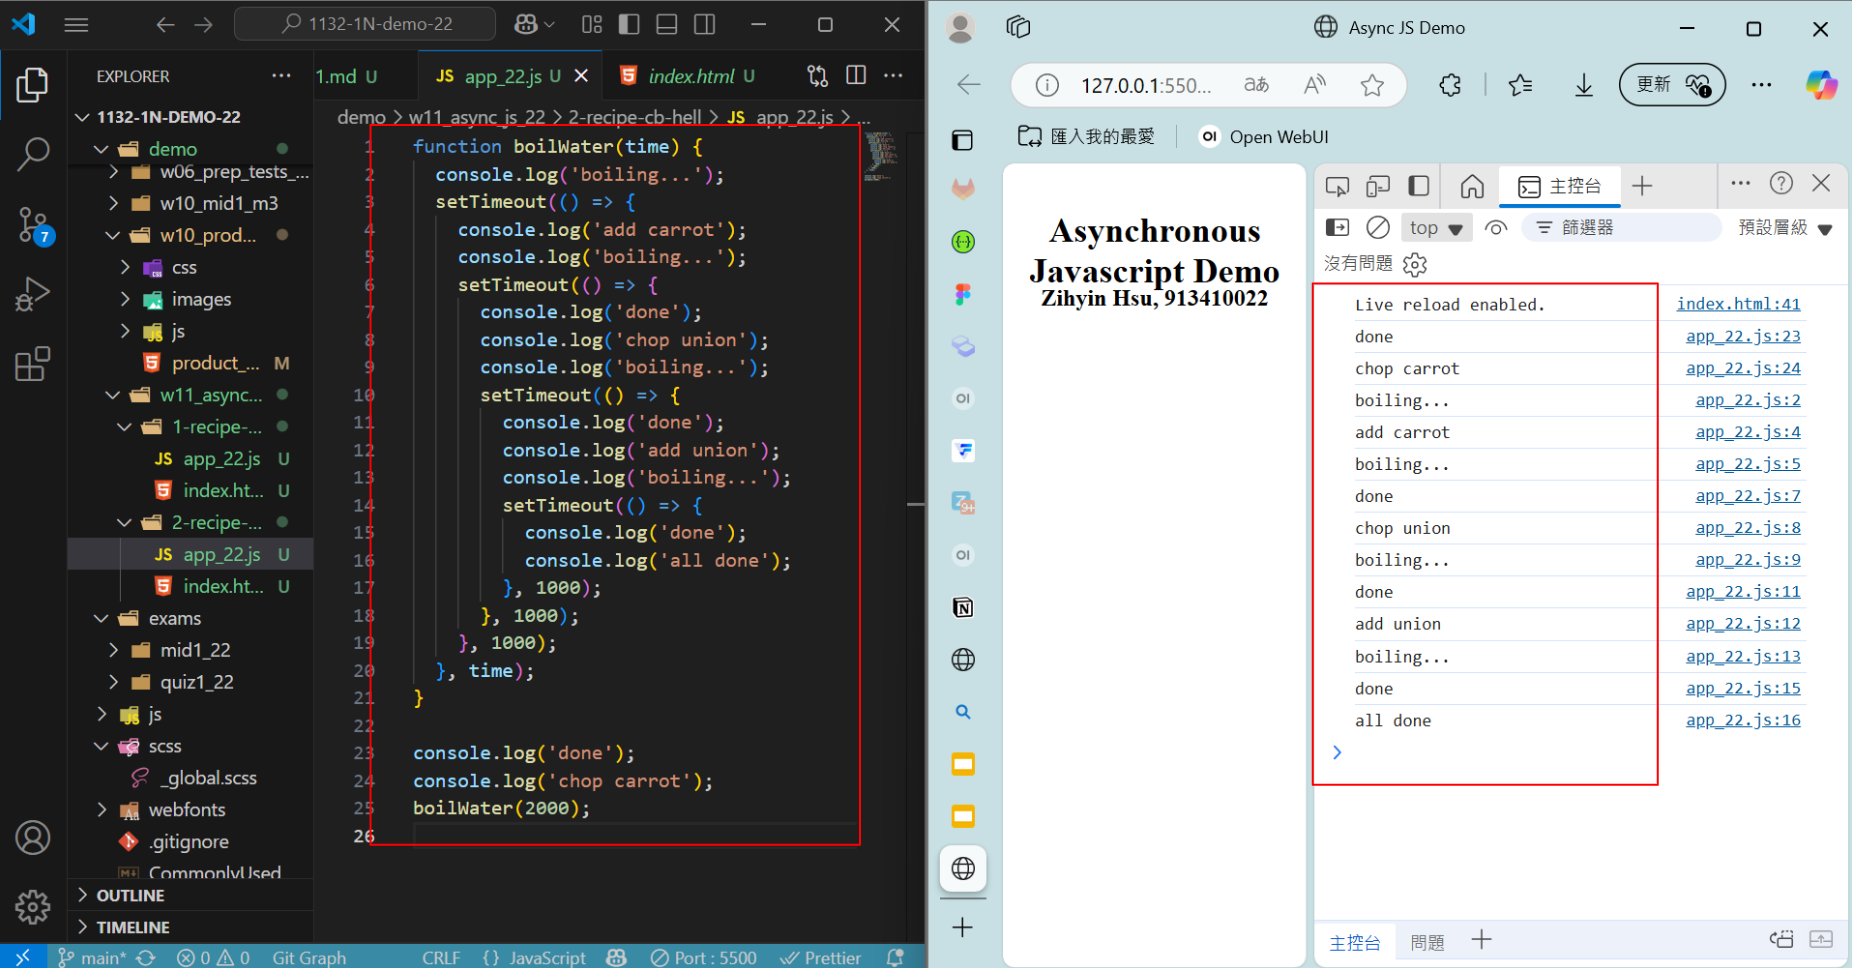 1132-1N-demo-22
EXPLORER
1.md U
JS app_22.js U
index.html U
1132-1N-DEMO-22
demo
w06_prep_tests_...
w10_mid1_m3
w10_prod...
css
images
js
product_... M
w11_async...
1-recipe-...
JS app_22.js U
index.ht... U
2-recipe-...
JS app_22.js U
index.ht... U
exams
mid1_22
quiz1_22
js
scss
_global.scss
webfonts
.gitignore
CommonlyUsed
OUTLINE
TIMELINE
7
demo > w11_async_js_22 > 2-recipe-cb-hell > JS app_22.js > ...
1 function boilWater(time) {
2 console.log('boiling...');
3 setTimeout(() => {
4 console.log('add carrot');
5 console.log('boiling...');
6 setTimeout(() => {
7 console.log('done');
8 console.log('chop union');
9 console.log('boiling...');
10 setTimeout(() => {
11 console.log('done');
12 console.log('add union');
13 console.log('boiling...');
14 setTimeout(() => {
15 console.log('done');
16 console.log('all done');
17 }, 1000);
18 }, 1000);
19 }, 1000);
20 }, time);
21 }
22
23 console.log('done');
24 console.log('chop carrot');
25 boilWater(2000);
26
main* 0 0 Git Graph CRLF {} JavaScript Port : 5500 Prettier
Async JS Demo
127.0.0.1:550... aあ 更新
匯入我的最愛 OI Open WebUI
Asynchronous
Javascript Demo
Zihyin Hsu, 913410022
主控台
top 篩選器 預設層級
沒有問題
Live reload enabled. index.html:41
done app_22.js:23
chop carrot app_22.js:24
boiling... app_22.js:2
add carrot app_22.js:4
boiling... app_22.js:5
done app_22.js:7
chop union app_22.js:8
boiling... app_22.js:9
done app_22.js:11
add union app_22.js:12
boiling... app_22.js:13
done app_22.js:15
all done app_22.js:16
主控台 問題